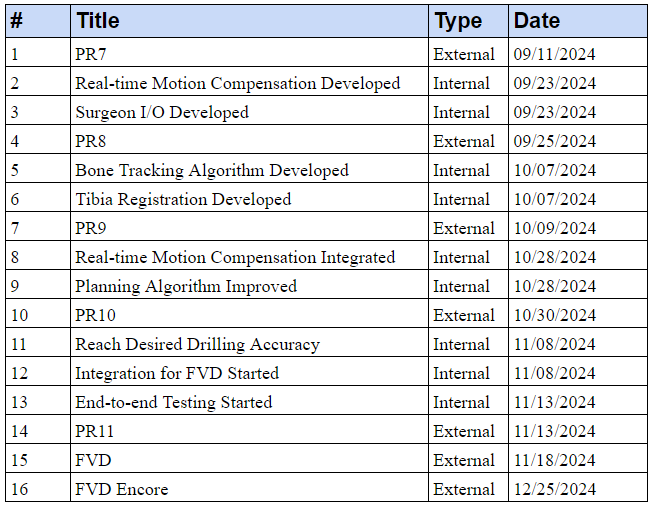 # Title Type Date
1 PR7 External 09/11/2024
2 Real-time Motion Compensation Developed Internal 09/23/2024
3 Surgeon I/O Developed Internal 09/23/2024
4 PR8 External 09/25/2024
5 Bone Tracking Algorithm Developed Internal 10/07/2024
6 Tibia Registration Developed Internal 10/07/2024
7 PR9 External 10/09/2024
8 Real-time Motion Compensation Integrated Internal 10/28/2024
9 Planning Algorithm Improved Internal 10/28/2024
10 PR10 External 10/30/2024
11 Reach Desired Drilling Accuracy Internal 11/08/2024
12 Integration for FVD Started Internal 11/08/2024
13 End-to-end Testing Started Internal 11/13/2024
14 PR11 External 11/13/2024
15 FVD External 11/18/2024
16 FVD Encore External 12/25/2024